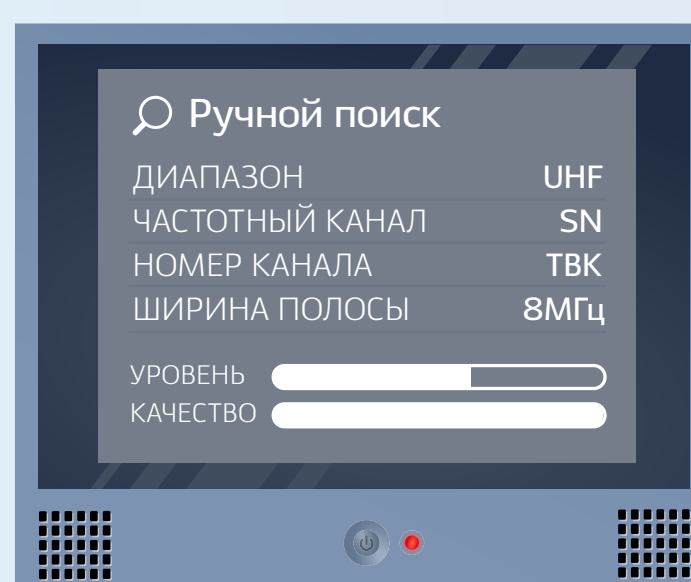 Ручной поиск
ДИАПАЗОН UHF
ЧАСТОТНЫЙ КАНАЛ SN
НОМЕР КАНАЛА ТВК
ШИРИНА ПОЛОСЫ 8МГц
УРОВЕНЬ
КАЧЕСТВО